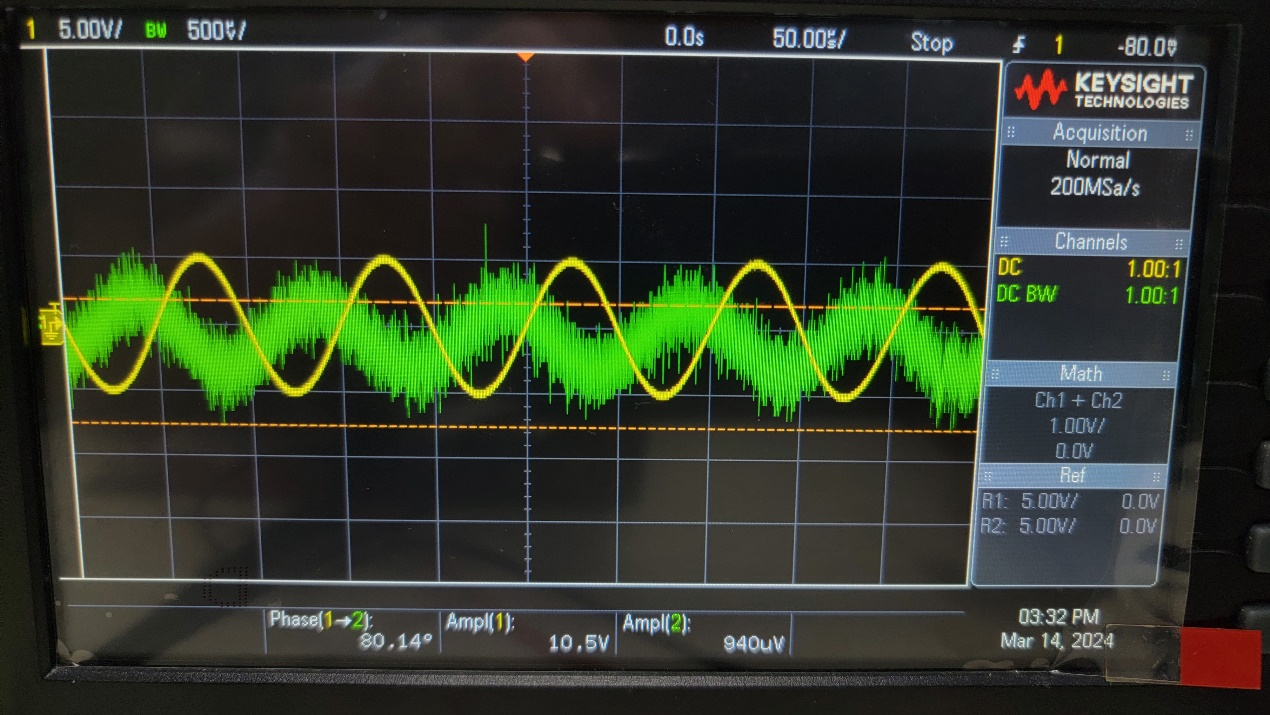 1 5.00V/ BW 500µV/ 0.0s 50.00µs/ Stop 1 -80.0mV
KEYSIGHT
TECHNOLOGIES
Acquisition
Normal
200MSa/s
Channels
DC 1.00:1
DC BW 1.00:1
Math
Ch1 + Ch2
1.00V/
0.0V
Ref
R1: 5.00V/ 0.0V
R2: 5.00V/ 0.0V
Phase(1→2): Ampl(1): Ampl(2):
80.14° 10.5V 940uV
03:32 PM
Mar 14, 2024